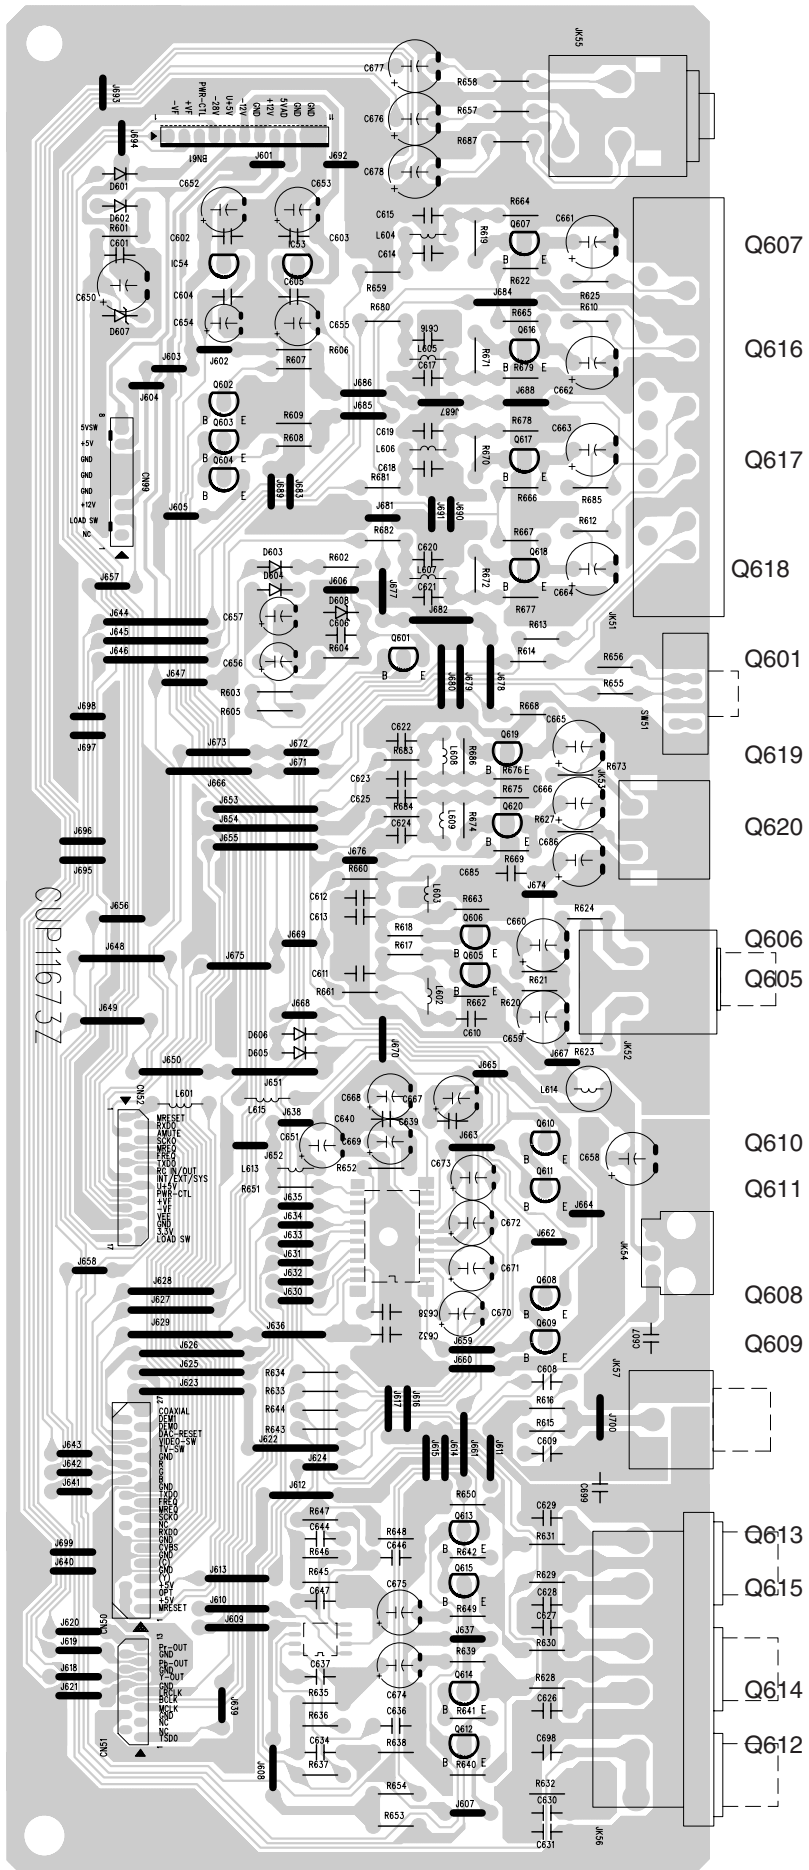 C677
R658
JK55
J693
PWR-CTL
+VF
-VF
-28V
U+5V
-12V
GND
+12V
5VAD
GND
GND
C676
R657
J694
BN61
J601
J692
R687
D601
C678
C652
C653
D602
R601
C602
C603
C615
L604
C614
R619
R664
Q607
B E
C661
Q607
C601
IC54
IC53
C604
C605
R659
R622
R625
C650
C654
C655
R680
J684
R665
R610
D607
C616
Q616
J603
J602
R607
R606
L605
C617
R671
B R679 E
Q616
J604
Q602
B E
J686
J685
J687
J688
C662
8
5VSW
+5V
GND
GND
GND
+12V
LOAD SW
NC
1
CN99
Q603
B E
Q604
B E
R609
R608
C619
L606
C618
R670
R678
Q617
B E
C663
Q617
J689
J683
R681
R666
R685
J605
J681
R682
J691
J690
R667
R612
D603
D604
R602
C620
L607
C621
R672
Q618
B E
C664
Q618
J657
J606
D608
C606
J677
R677
JK51
J644
J645
J646
C657
C656
R604
J682
Q601
B E
R613
R614
R656
R655
Q601
J647
R603
R605
J680
J679
J678
J698
J697
R668
SW51
J673
J666
J672
J671
C622
R683
L608
R686
Q619
B R676 E
C665
R673
JK53
Q619
J653
J654
J655
C623
C625
R684
C624
L609
R674
R675
Q620
B E
C666
R627
C686
Q620
J696
J695
J676
R660
R669
C685
J674
J656
C612
C613
L603
R663
Q606
R624
C660
Q606
J648
J669
J675
R618
R617
C611
R661
B E
Q605
B E
R662
L602
R621
R620
Q605
CUP11673Z
J649
J668
D606
D605
J670
C610
C659
R623
JK52
J650
J651
J665
J667
L614
CN52
L601
L615
C668
C667
1
MRESET
RXDO
AMUTE
SCKO
MREQ
FREQ
TXDO
RC IN/OUT
INT/EXT/SYS
U+5V
PWR-CTL
+VF
-VF
VEE
GND
3.3V
LOAD SW
17
J638
C651
C640
C639
C669
J663
Q610
B E
C658
Q610
J652
L613
R651
R652
C673
Q611
B E
Q611
J635
J634
J633
J631
J632
J630
C672
J664
J662
C671
JK54
J658
J628
J627
J629
J626
J625
J623
J636
C638
C632
C670
Q608
B E
Q608
Q609
B E
C697
Q609
J659
J660
C608
JK57
R634
R633
R644
R643
J617
J616
R616
R615
J700
27
COAXIAL
DEM1
DEM0
DAC-RESET
VIDEO-SW
TV-SW
GND
R
G
B
GND
TXDO
FREQ
MREQ
SCKO
NC
RXDO
GND
CVBS
GND
(C)
GND
(Y)
+5V
OPT
+5V
MRESET
1
CN50
J622
J624
J615
J614
J661
J611
C609
J643
J642
J641
J612
C699
R650
R647
C644
R646
R645
R648
C646
Q613
B R642 E
C629
R631
Q613
J699
J640
J613
J610
J609
C647
C675
Q615
B R649 E
R629
C628
C627
Q615
J620
J619
J618
J621
13
Pr-OUT
GND
Pb-OUT
GND
Y-OUT
GND
LRCLK
BCLK
MCLK
GND
NC
NC
TSDO
1
CN51
J637
R630
R639
C637
R635
R636
C634
R637
C674
C636
R638
Q614
B R641 E
R628
C626
Q614
J639
Q612
B R640 E
C698
Q612
J608
R654
R653
J607
R632
C630
C631
JK56